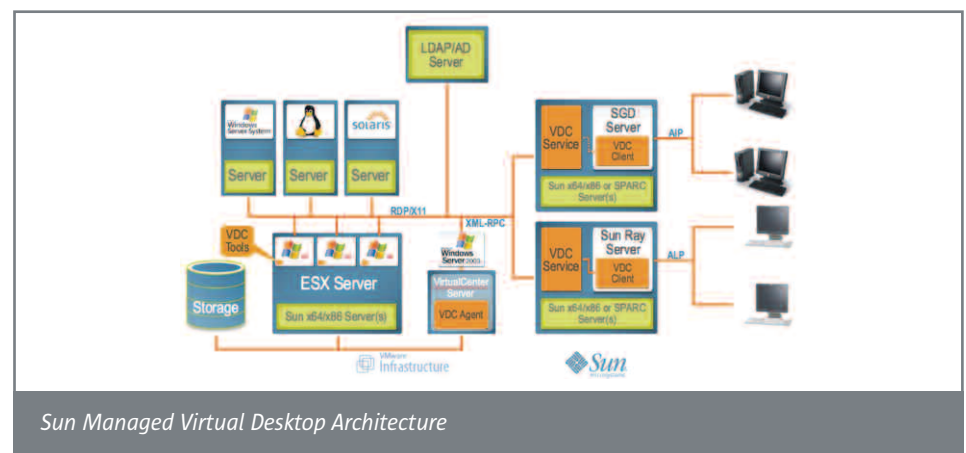 LDAP/AD
Server
Windows
Server System
solaris
Server
Server
Server
RDP/X11
XML-RPC
VDC
Tools
Storage
ESX Server
Sun x64/x86 Server(s)
Windows
Server 2003
VirtualCenter
Server
VDC Agent
VDC
Service
SGD
Server
VDC
Client
Sun x64/x86 or SPARC
Server(s)
AIP
VDC
Service
Sun Ray
Server
VDC
Client
Sun x64/x86 or SPARC
Server(s)
ALP
VMware
Infrastructure
Sun
Sun Managed Virtual Desktop Architecture